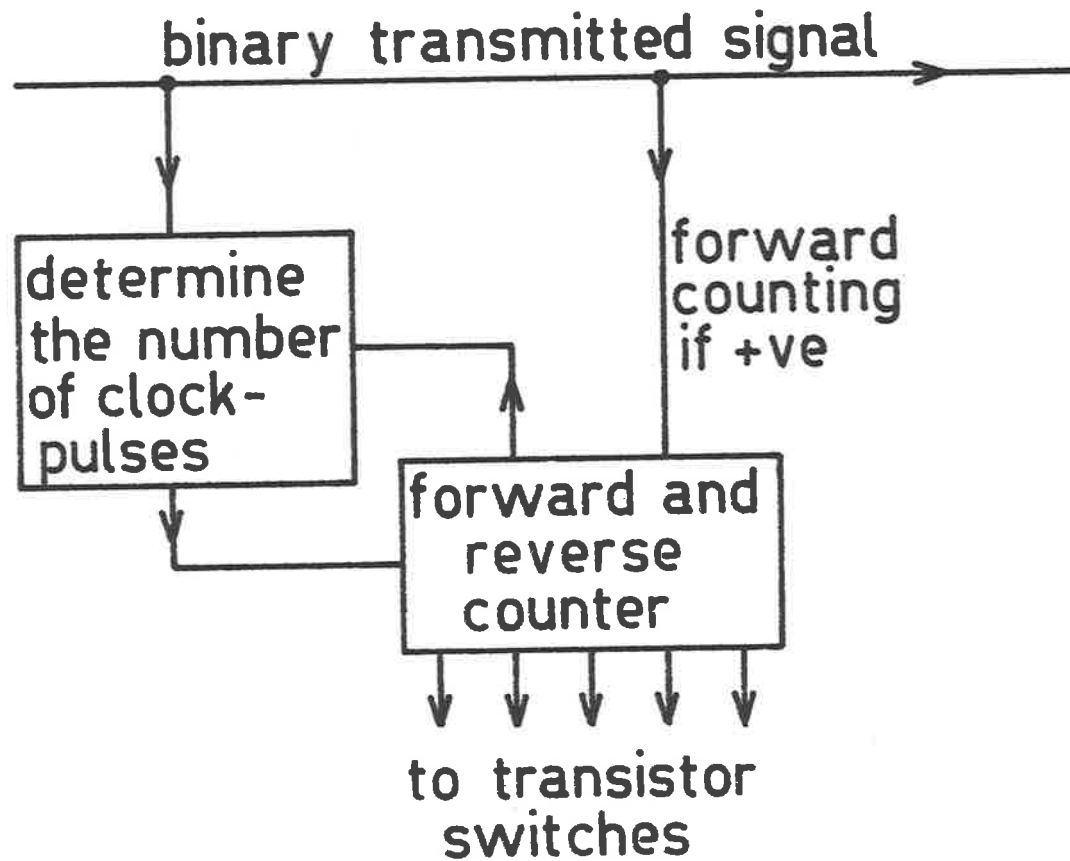 binary transmitted signal
determine
the number
of clock-
pulses
forward
counting
if +ve
forward and
reverse
counter
to transistor
switches